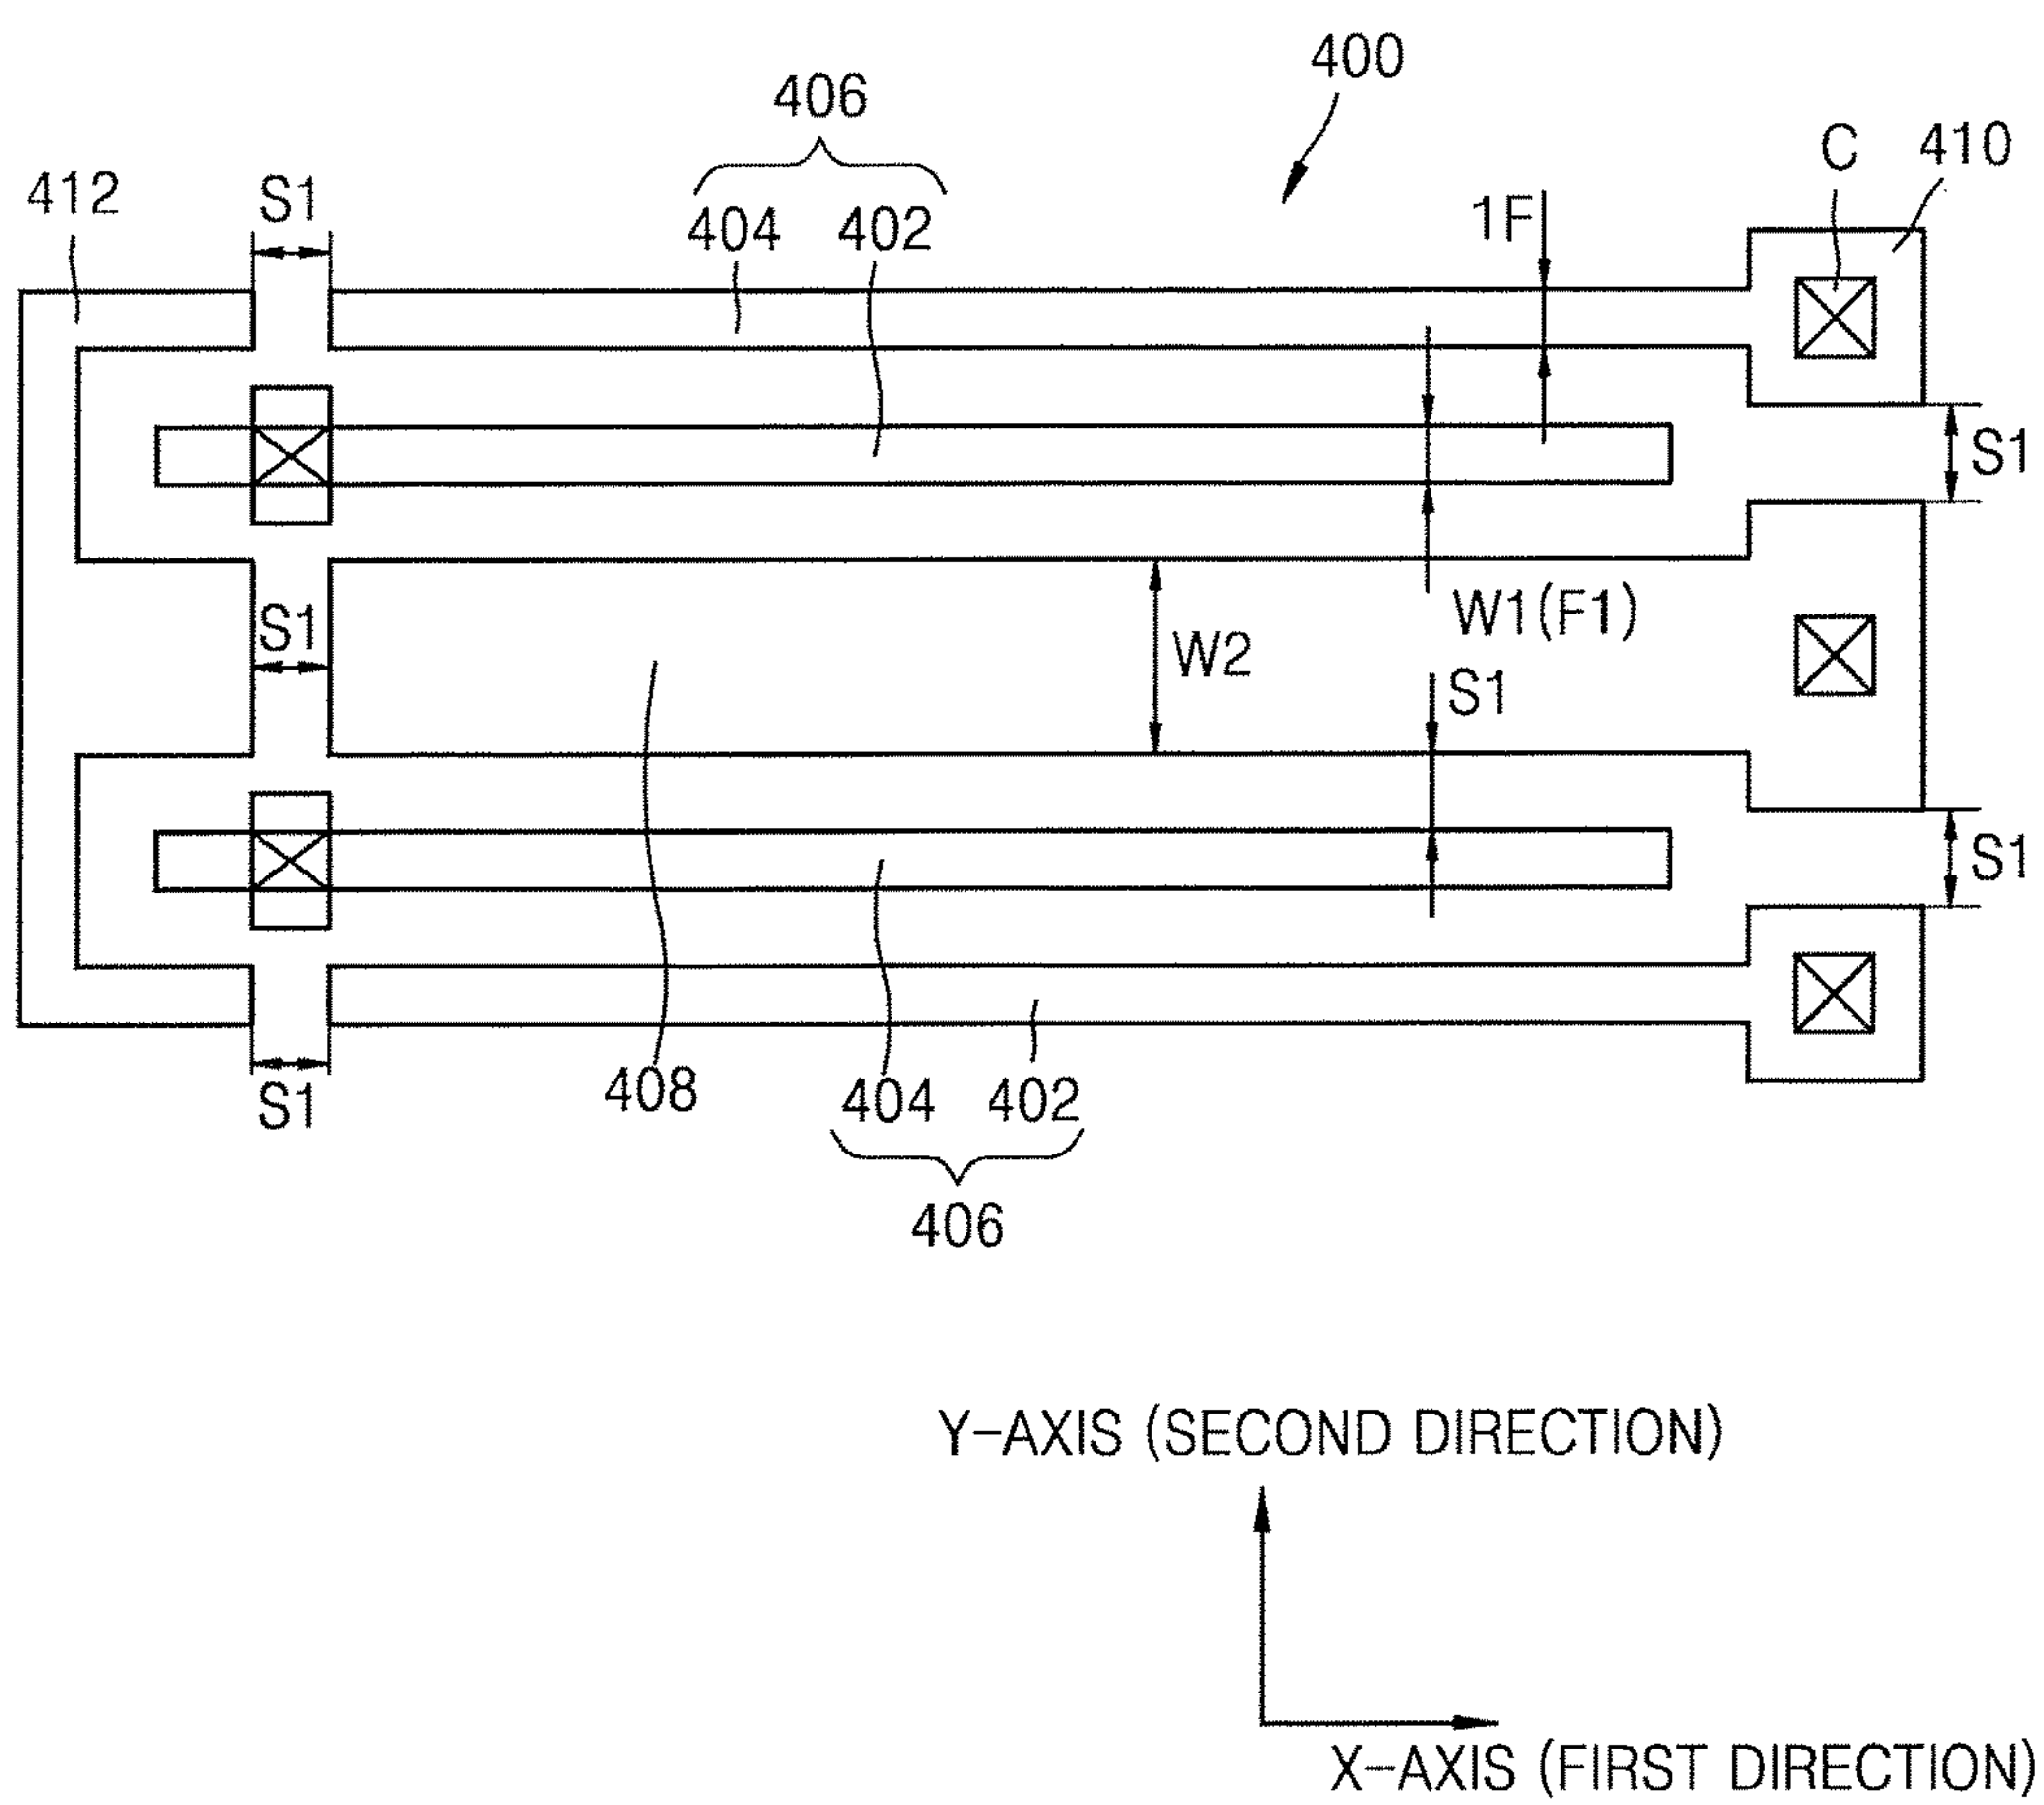 400
406
C 410
412 S1 404 402 1F
S1
S1 W2 W1(F1)
S1
S1
S1 408 404 402
406
Y-AXIS (SECOND DIRECTION)
X-AXIS (FIRST DIRECTION)